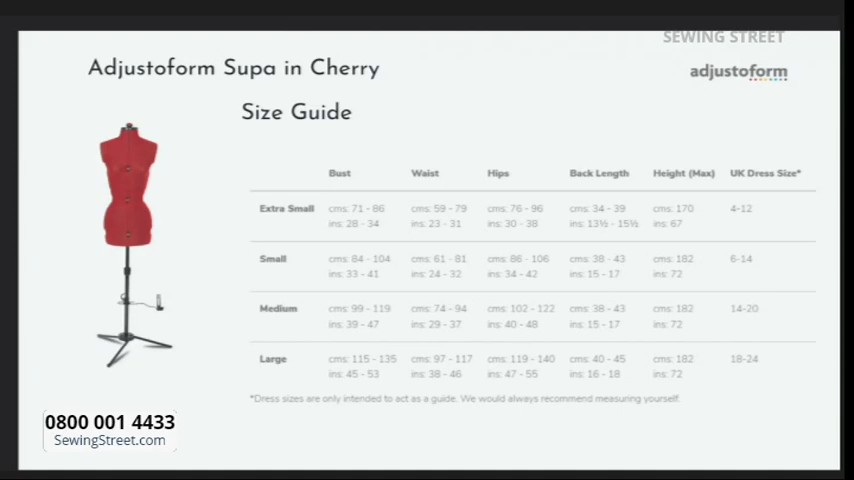 SEWING STREET
Adjustoform Supa in Cherry
adjustoform
Size Guide
Bust Waist Hips Back Length Height (Max) UK Dress Size*
Extra Small cms: 71 - 86 cms: 59 - 79 cms: 76 - 96 cms: 34 - 39 cms: 170 4-12
ins: 28 - 34 ins: 23 - 31 ins: 30 - 38 ins: 13½ - 15½ ins: 67
Small cms: 84 - 104 cms: 61 - 81 cms: 86 - 106 cms: 38 - 43 cms: 182 6-14
ins: 33 - 41 ins: 24 - 32 ins: 34 - 42 ins: 15 - 17 ins: 72
Medium cms: 99 - 119 cms: 74 - 94 cms: 102 - 122 cms: 38 - 43 cms: 182 14-20
ins: 39 - 47 ins: 29 - 37 ins: 40 - 48 ins: 15 - 17 ins: 72
Large cms: 115 - 135 cms: 97 - 117 cms: 119 - 140 cms: 40 - 45 cms: 182 18-24
ins: 45 - 53 ins: 38 - 46 ins: 47 - 55 ins: 16 - 18 ins: 72
*Dress sizes are only intended to act as a guide. We would always recommend measuring yourself.
0800 001 4433
SewingStreet.com